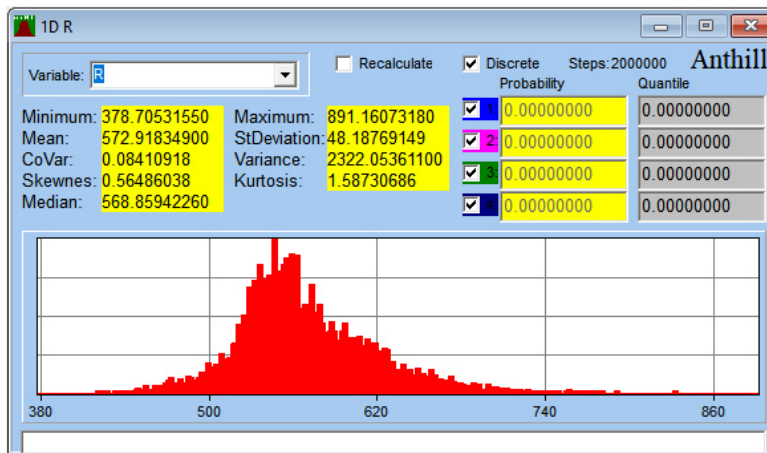 1D R
Variable: R
Recalculate
Discrete Steps:2000000 Anthill
Probability Quantile
Minimum: 378.70531550 Maximum: 891.16073180
Mean: 572.91834900 StDeviation: 48.18769149
CoVar: 0.08410918 Variance: 2322.05361100
Skewnes: 0.56486038 Kurtosis: 1.58730686
Median: 568.85942260
1: 0.00000000 0.00000000
2: 0.00000000 0.00000000
3: 0.00000000 0.00000000
4: 0.00000000 0.00000000
380 500 620 740 860